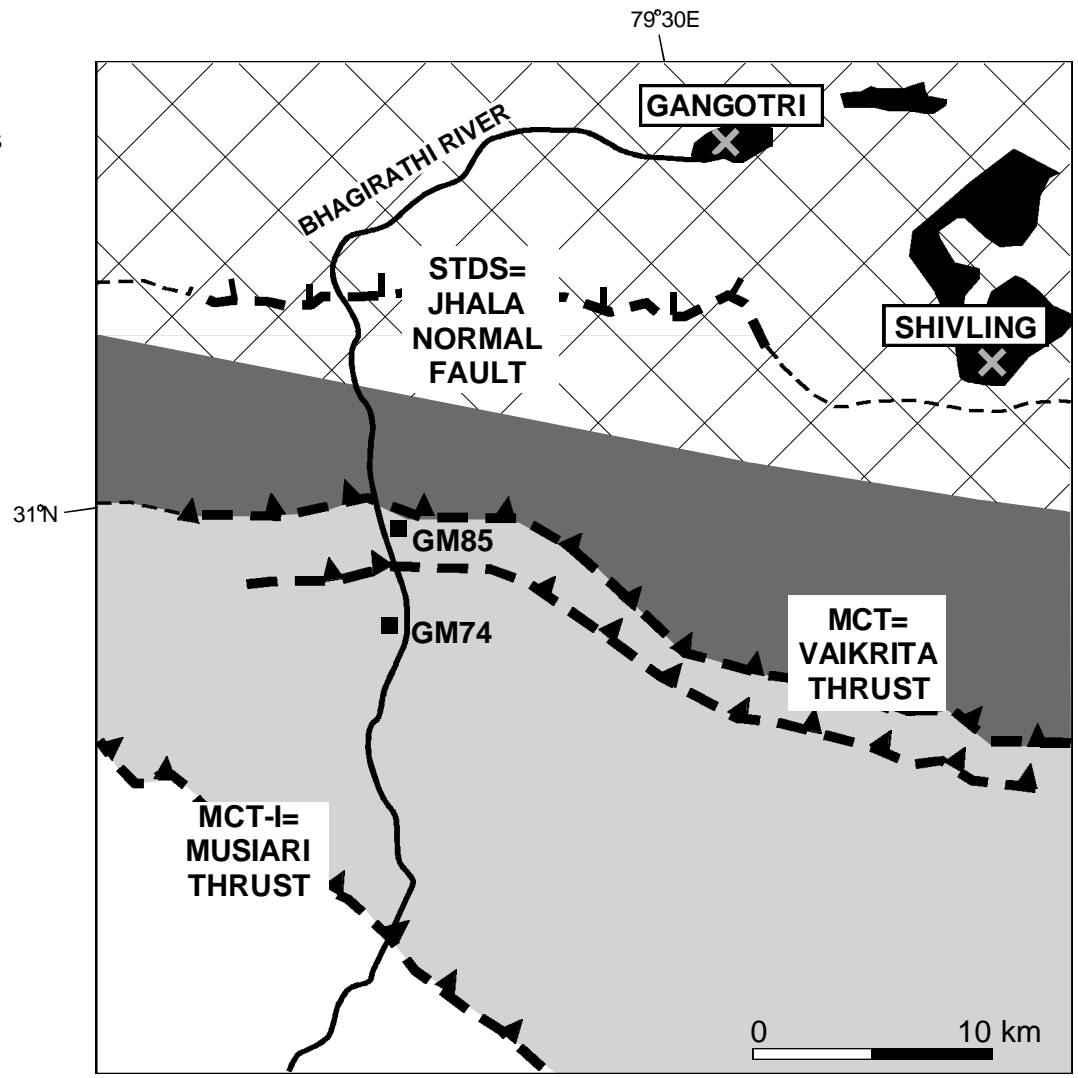 79°30E
GANGOTRI
BHAGIRATHI RIVER
STDS=
JHALA
NORMAL
FAULT
SHIVLING
31°N
GM85
GM74
MCT=
VAIKRITA
THRUST
MCT-I=
MUSIARI
THRUST
0 10 km